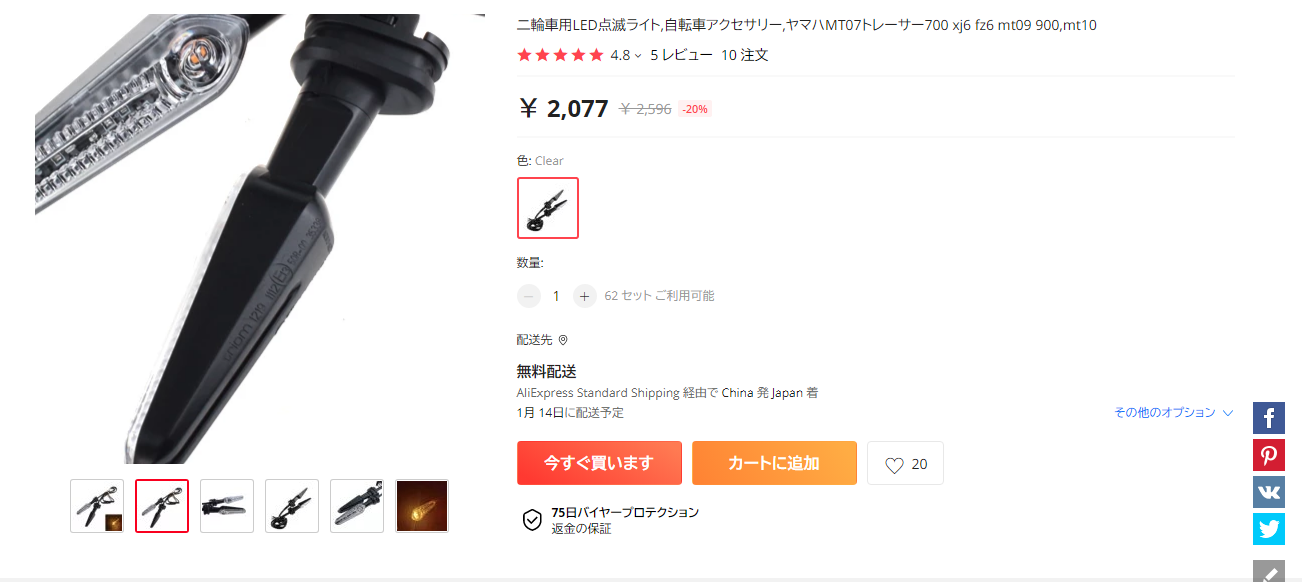 二輪車用LED点滅ライト,自転車アクセサリー,ヤマハMT07トレーサー700 xj6 fz6 mt09 900,mt10
4.8 5 レビュー 10 注文
¥ 2,077 ¥ 2,596 -20%
色: Clear
数量:
1 62 セット ご利用可能
配送先
無料配送
AliExpress Standard Shipping 経由で China 発 Japan 着
1月 14日に配送予定
その他のオプション
今すぐ買います
カートに追加
20
75日バイヤープロテクション
返金の保証